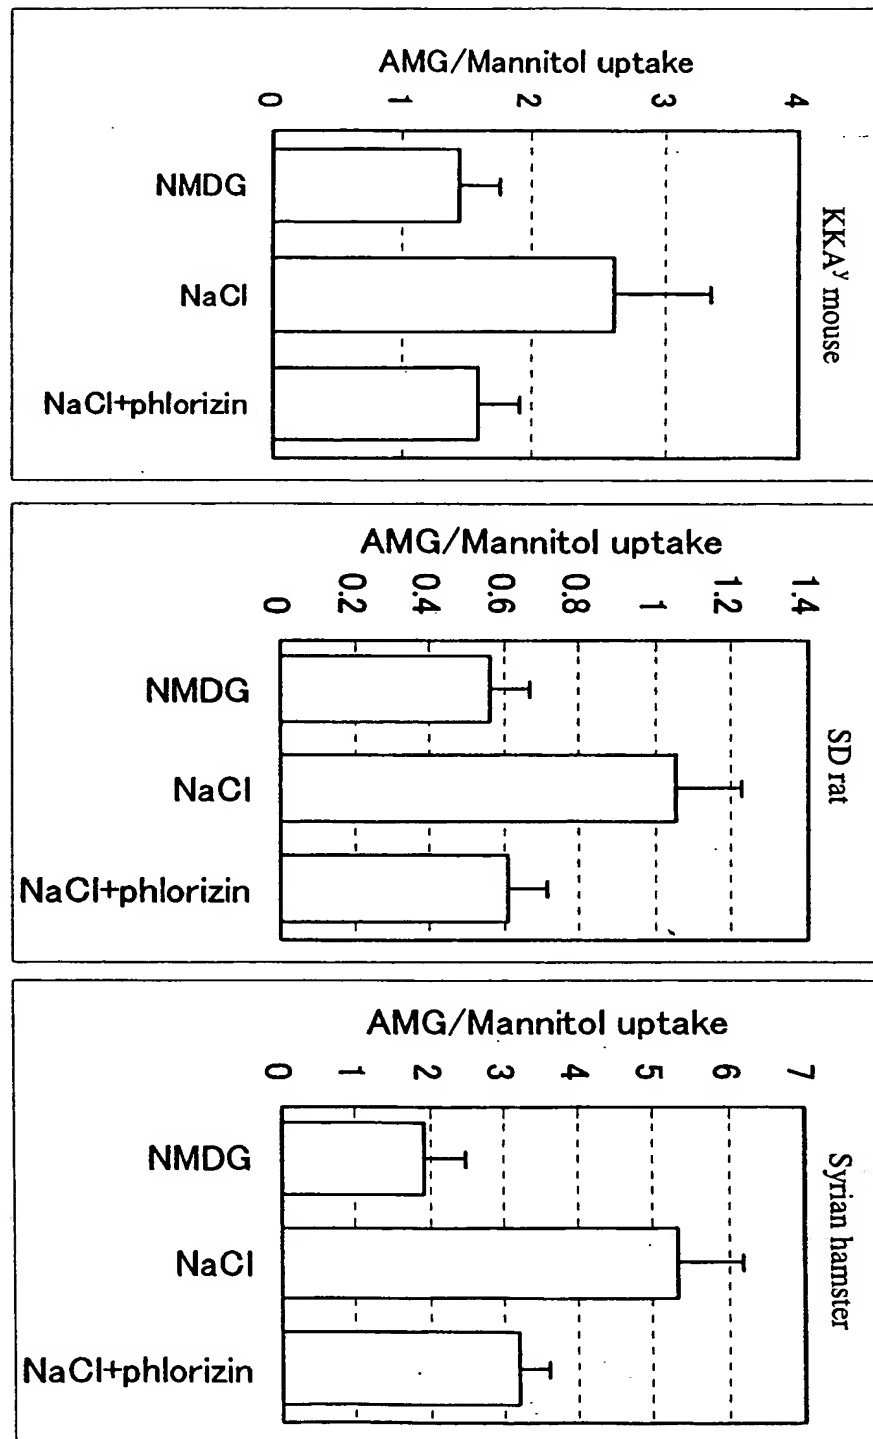 KKAʸ mouse
AMG/Mannitol uptake
0
1
2
3
4
NMDG
NaCl
NaCl+phlorizin
SD rat
AMG/Mannitol uptake
0
0.2
0.4
0.6
0.8
1
1.2
1.4
NMDG
NaCl
NaCl+phlorizin
Syrian hamster
AMG/Mannitol uptake
0
1
2
3
4
5
6
7
NMDG
NaCl
NaCl+phlorizin